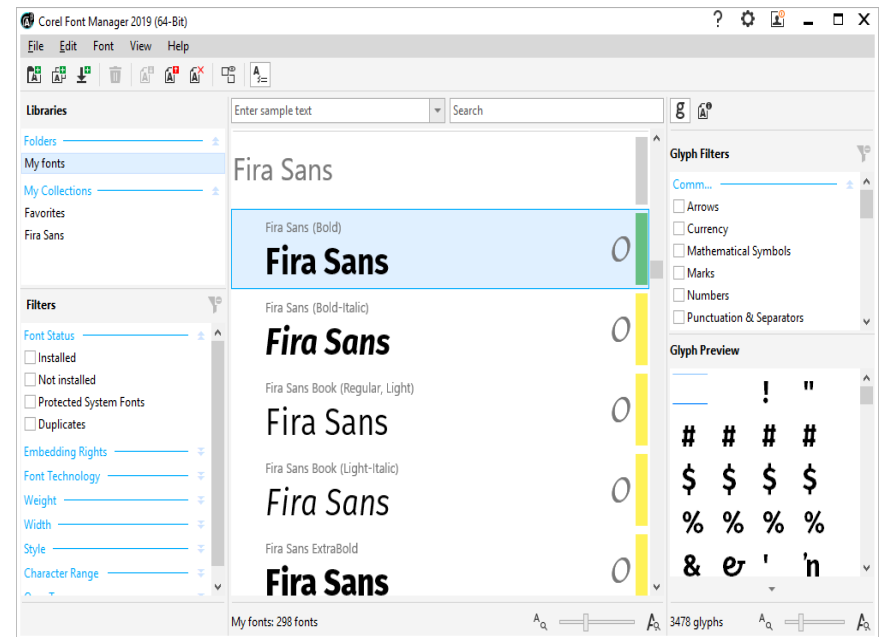 Corel Font Manager 2019 (64-Bit)
File Edit Font View Help
Libraries
Folders
My fonts
My Collections
Favorites
Fira Sans
Filters
Font Status
Installed
Not installed
Protected System Fonts
Duplicates
Embedding Rights
Font Technology
Weight
Width
Style
Character Range
Enter sample text
Search
Fira Sans
Fira Sans (Bold)
Fira Sans
Fira Sans (Bold-Italic)
Fira Sans
Fira Sans Book (Regular, Light)
Fira Sans
Fira Sans Book (Light-Italic)
Fira Sans
Fira Sans ExtraBold
Fira Sans
My fonts: 298 fonts
Glyph Filters
Comm...
Arrows
Currency
Mathematical Symbols
Marks
Numbers
Punctuation & Separators
Glyph Preview
! "
# # # #
$ $ $ $
% % % %
& & ' 'n
3478 glyphs